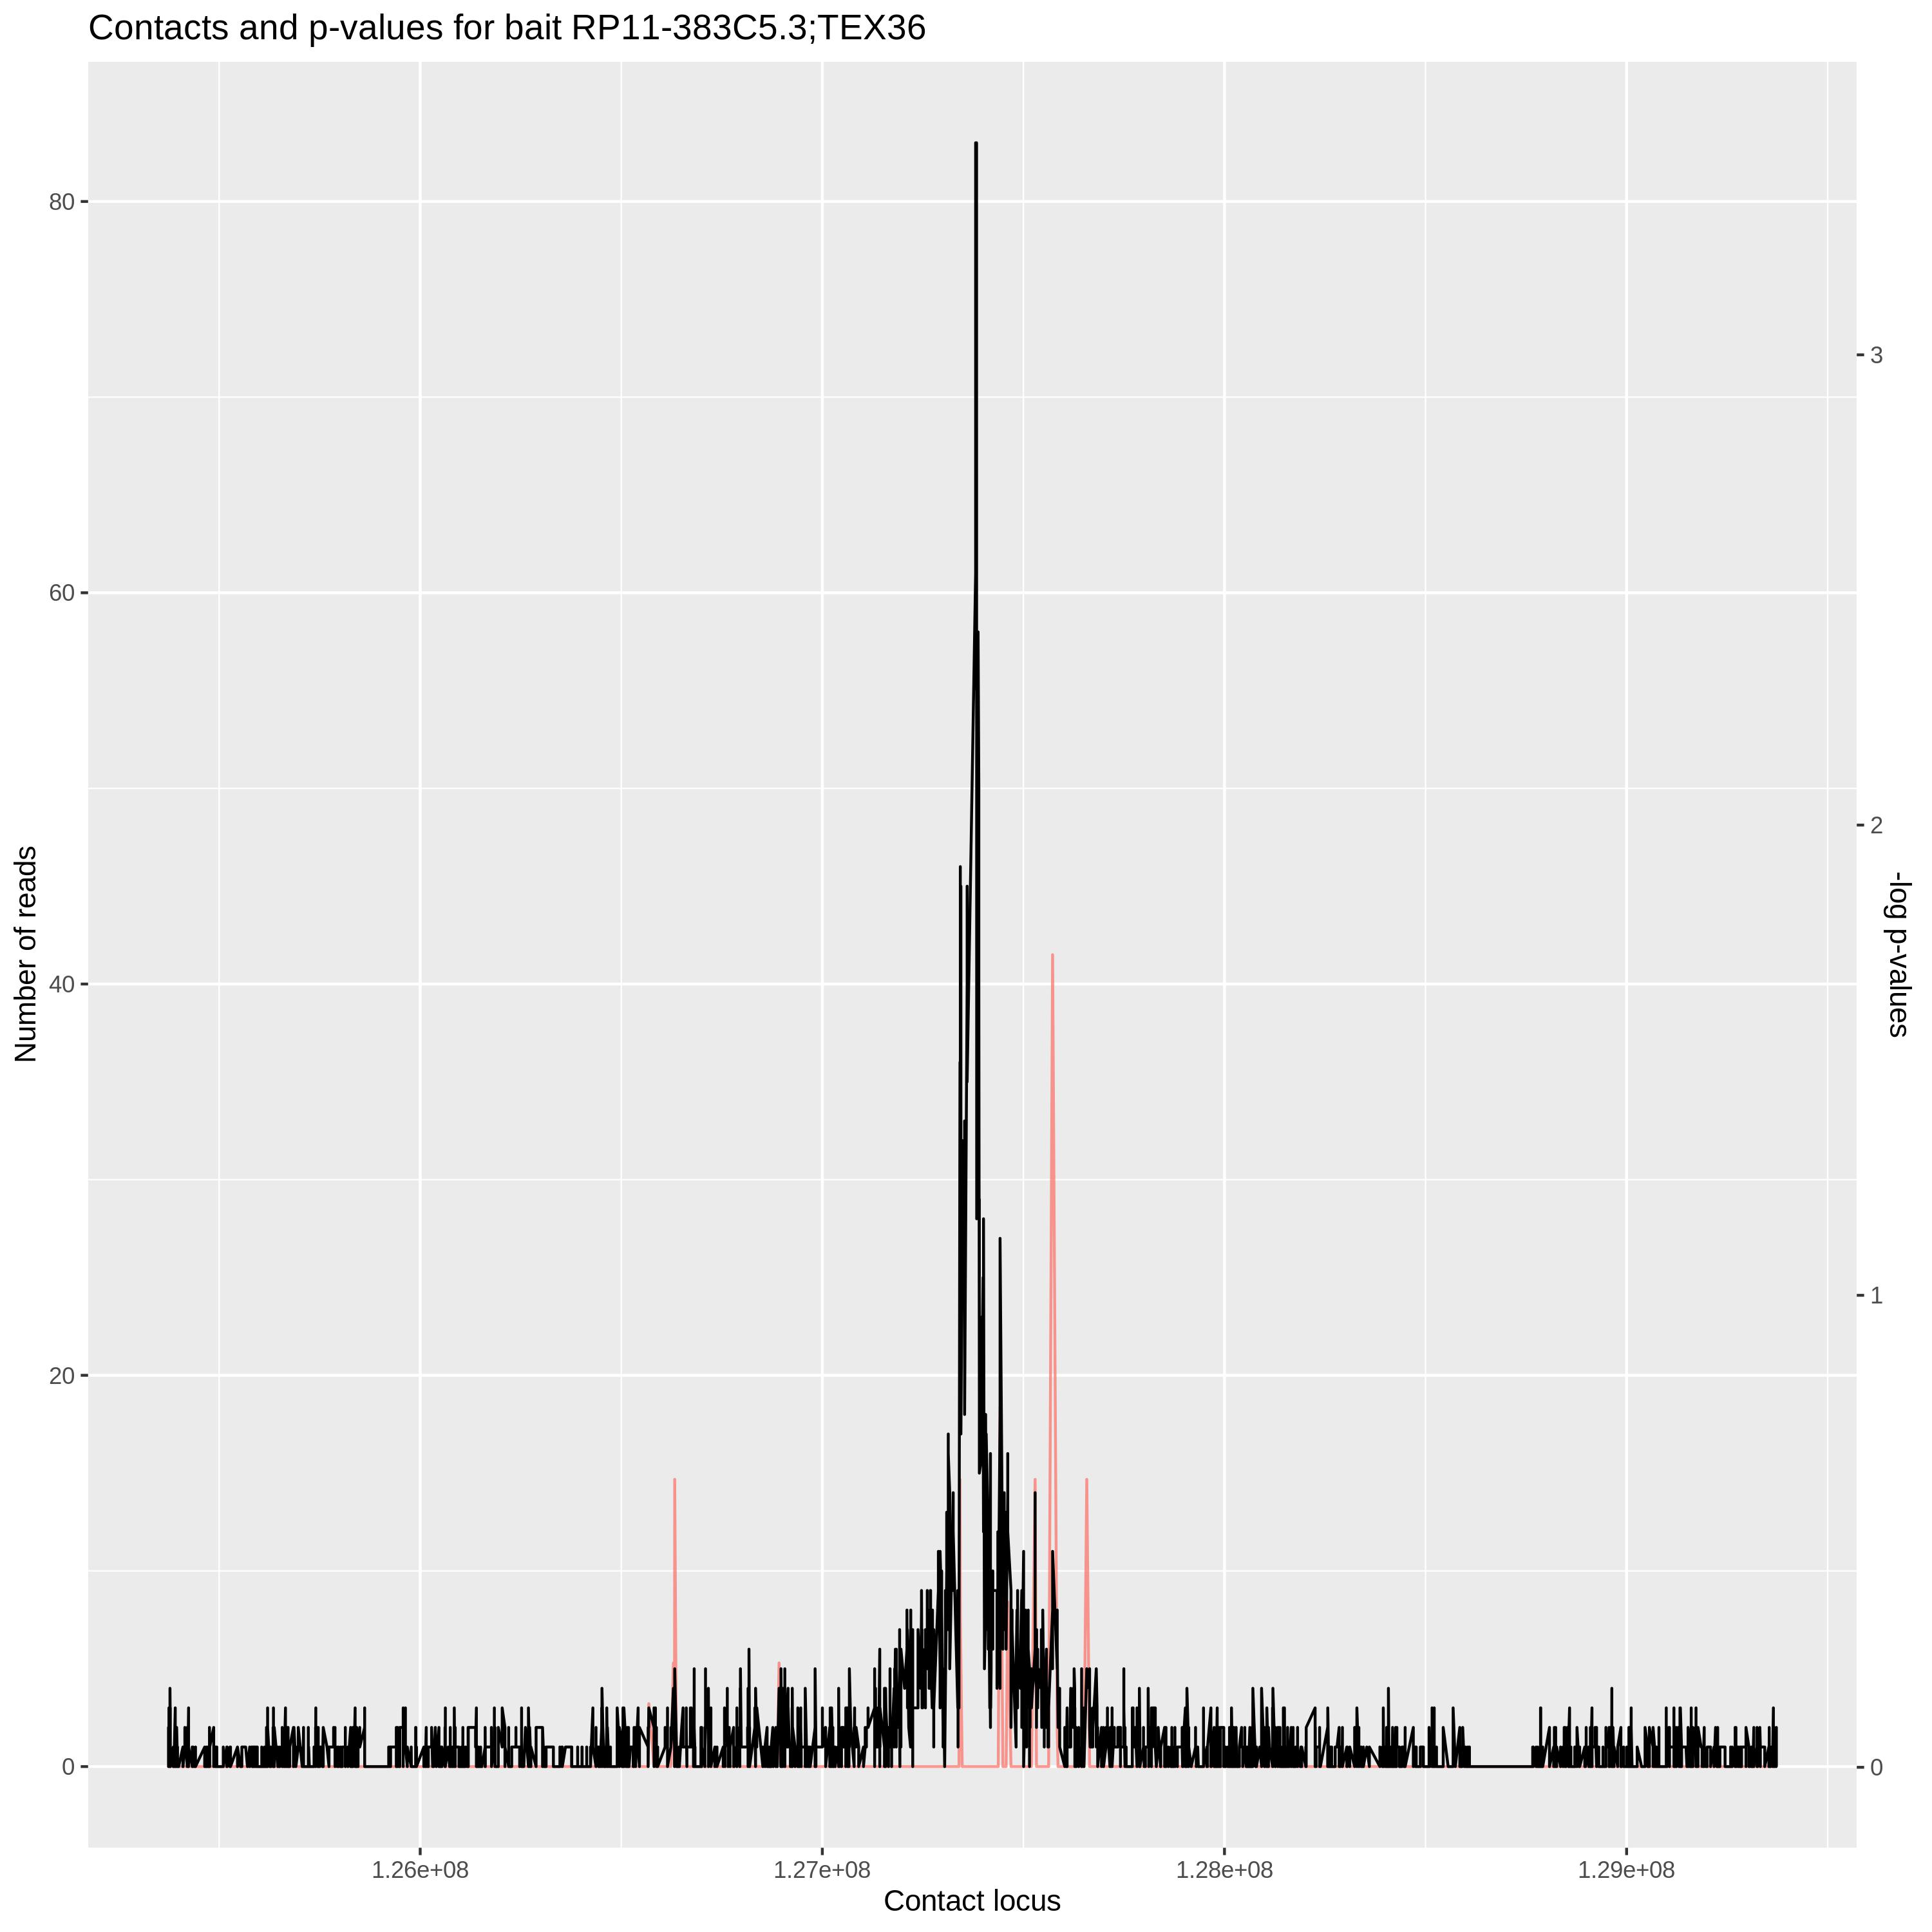 Contacts and p-values for bait RP11-383C5.3;TEX36
80
60
40
20
0
Number of reads
3
2
1
0
-log p-values
1.26e+08
1.27e+08
1.28e+08
1.29e+08
Contact locus